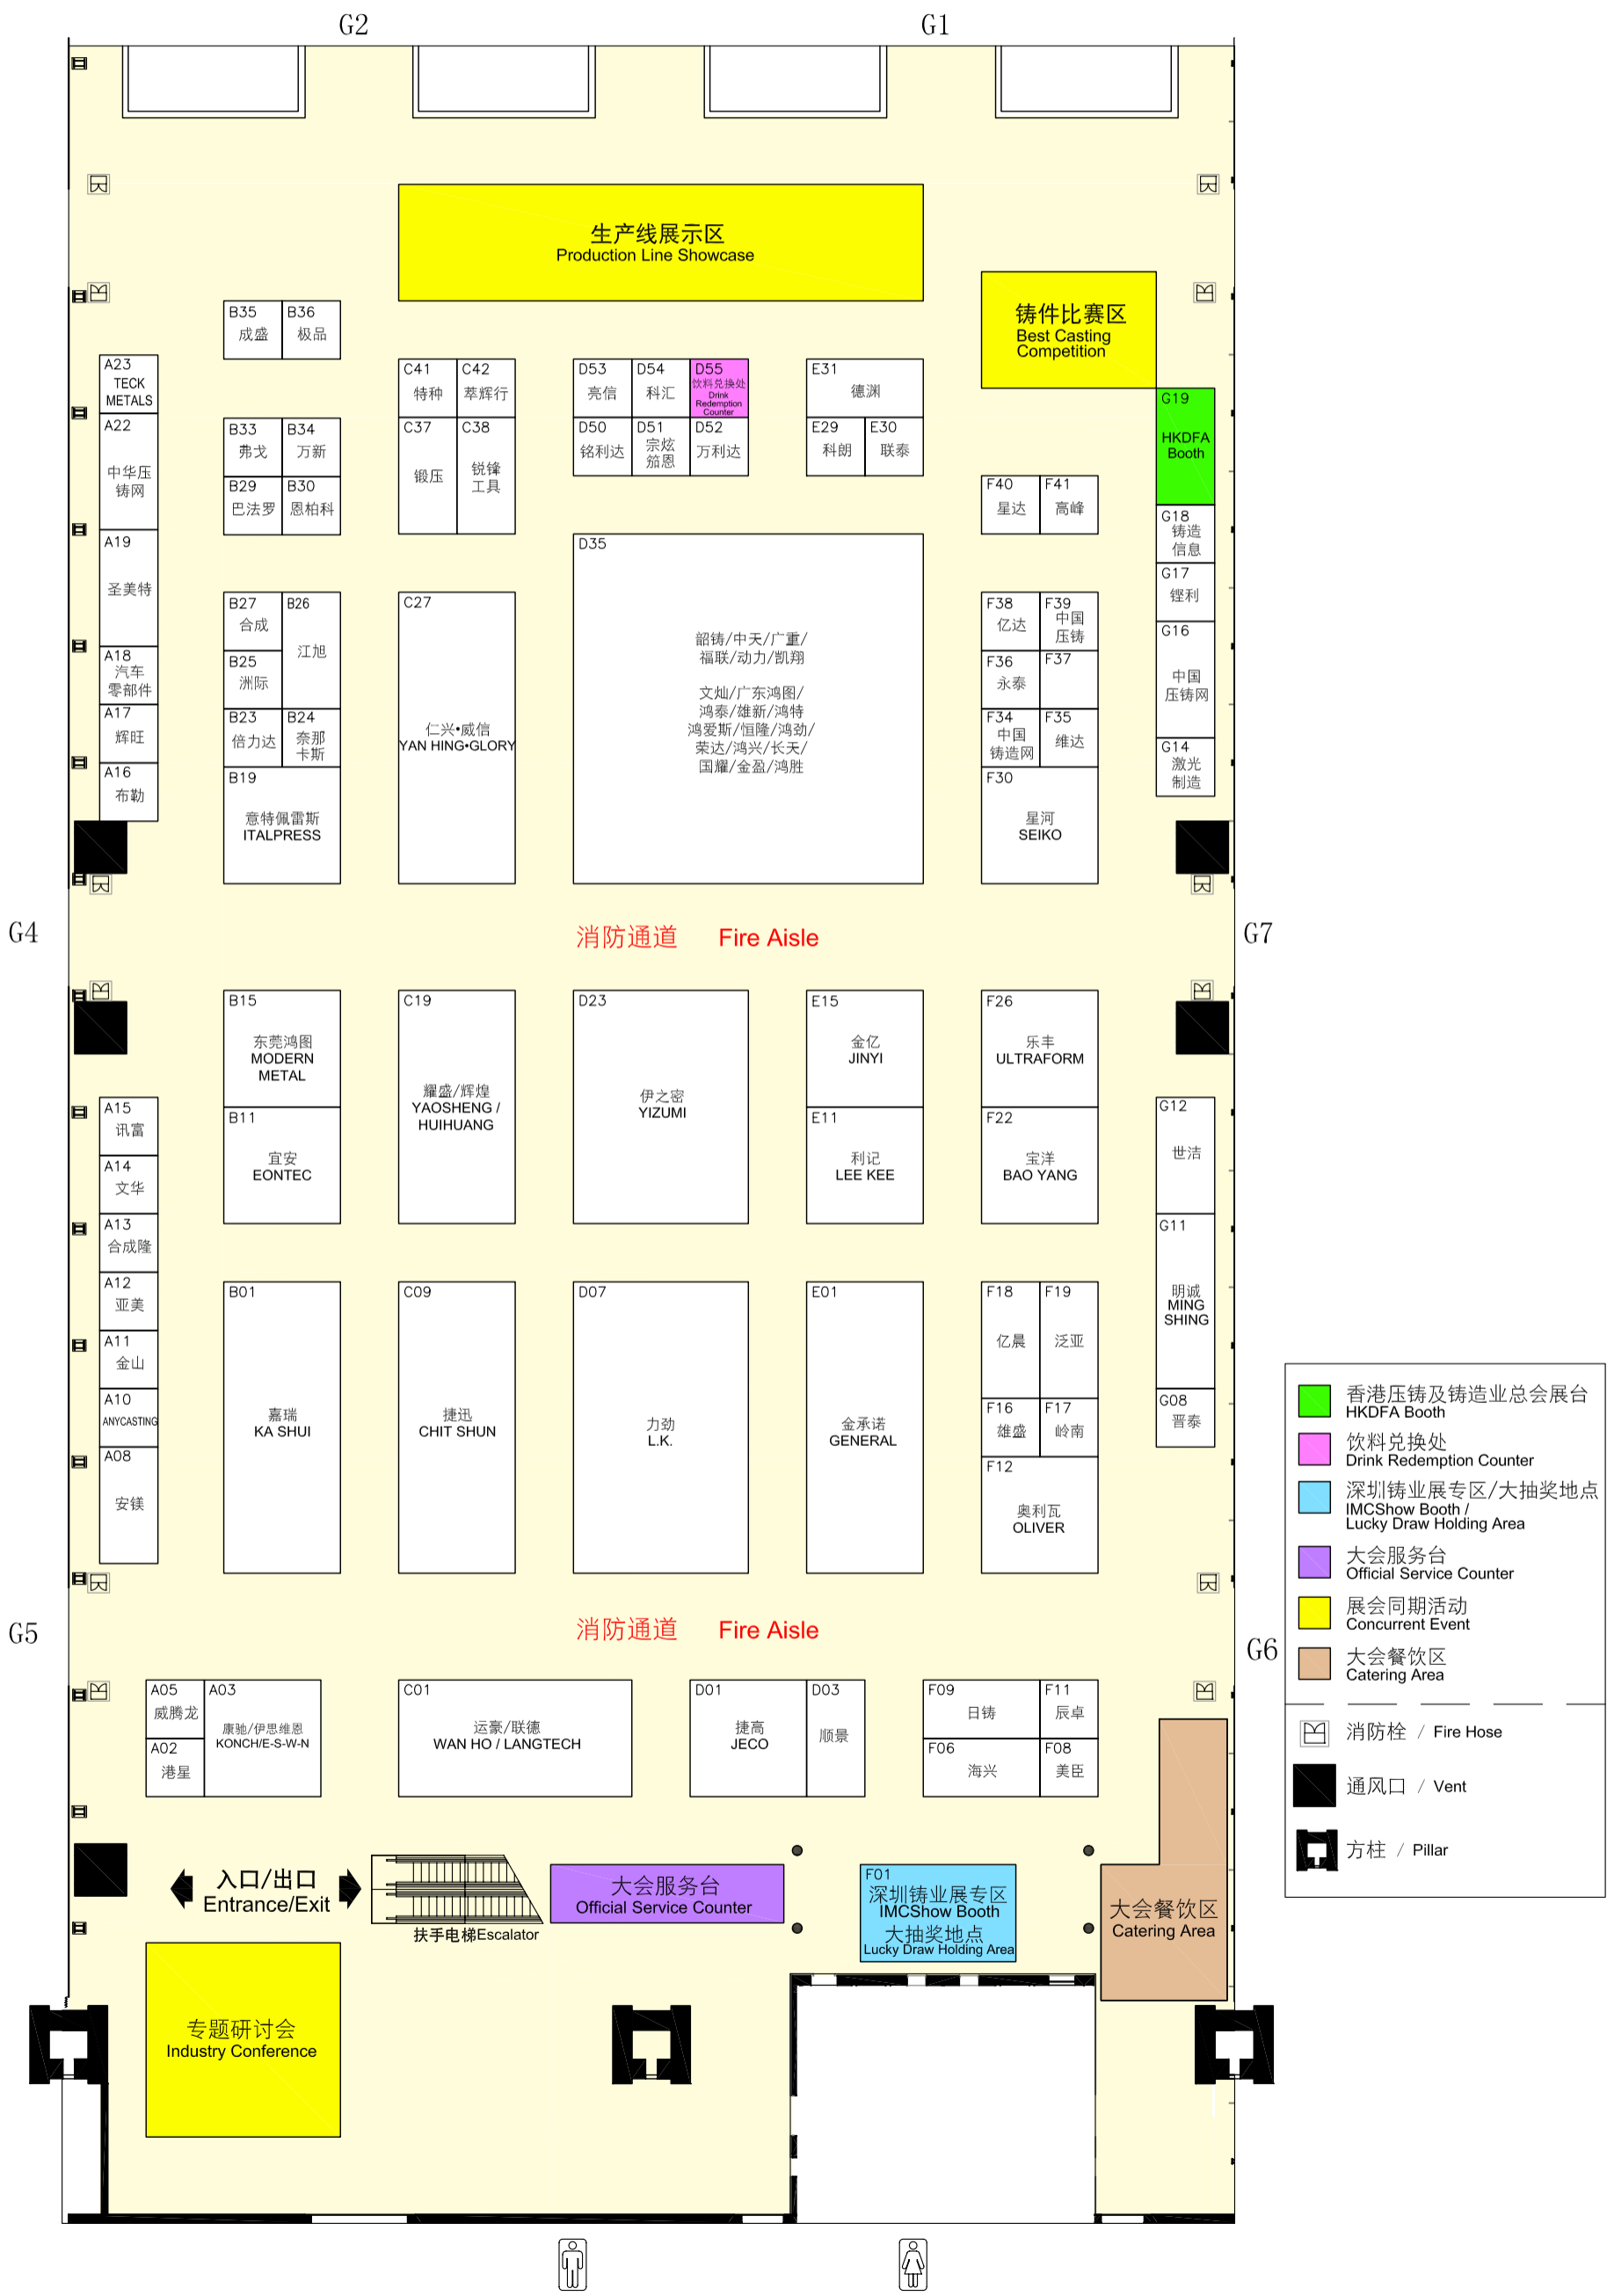 G2
G1
生产线展示区
Production Line Showcase
铸件比赛区
Best Casting
Competition
B35
成盛
B36
极品
A23
TECK
METALS
A22
中华压
铸网
A19
圣美特
A18
汽车
零部件
A17
辉旺
A16
布勒
B33
弗戈
B34
万新
B29
巴法罗
B30
恩柏科
B27
合成
B26
江旭
B25
洲际
B23
倍力达
B24
奈那
卡斯
B19
意特佩雷斯
ITALPRESS
C41
特种
C42
萃辉行
C37
锻压
C38
锐锋
工具
C27
仁兴•威信
YAN HING•GLORY
D53
亮信
D54
科汇
D55
饮料兑换处
Drink
Redemption
Counter
D50
铭利达
D51
宗炫
笳恩
D52
万利达
D35
韶铸/中天/广重/
福联/动力/凯翔
文灿/广东鸿图/
鸿泰/雄新/鸿特
鸿爱斯/恒隆/鸿劲/
荣达/鸿兴/长天/
国耀/金盈/鸿胜
E31
德渊
E29
科朗
E30
联泰
F40
星达
F41
高峰
F38
亿达
F39
中国
压铸
F36
永泰
F37
F34
中国
铸造网
F35
维达
F30
星河
SEIKO
G19
HKDFA
Booth
G18
铸造
信息
G17
铿利
G16
中国
压铸网
G14
激光
制造
G4
消防通道 Fire Aisle
G7
A15
讯富
A14
文华
A13
合成隆
A12
亚美
A11
金山
A10
ANYCASTING
A08
安镁
B15
东莞鸿图
MODERN
METAL
B11
宜安
EONTEC
B01
嘉瑞
KA SHUI
C19
耀盛/辉煌
YAOSHENG /
HUIHUANG
C09
捷迅
CHIT SHUN
D23
伊之密
YIZUMI
D07
力劲
L.K.
E15
金亿
JINYI
E11
利记
LEE KEE
E01
金承诺
GENERAL
F26
乐丰
ULTRAFORM
F22
宝洋
BAO YANG
F18
亿晨
F19
泛亚
F16
雄盛
F17
岭南
F12
奥利瓦
OLIVER
G12
世洁
G11
明诚
MING
SHING
G08
晋泰
G5
消防通道 Fire Aisle
G6
A05
威腾龙
A03
康驰/伊思维恩
KONCH/E-S-W-N
A02
港星
C01
运豪/联德
WAN HO / LANGTECH
D01
捷高
JECO
D03
顺景
F09
日铸
F11
辰卓
F06
海兴
F08
美臣
入口/出口
Entrance/Exit
扶手电梯Escalator
大会服务台
Official Service Counter
F01
深圳铸业展专区
IMCShow Booth
大抽奖地点
Lucky Draw Holding Area
大会餐饮区
Catering Area
专题研讨会
Industry Conference
香港压铸及铸造业总会展台
HKDFA Booth
饮料兑换处
Drink Redemption Counter
深圳铸业展专区/大抽奖地点
IMCShow Booth /
Lucky Draw Holding Area
大会服务台
Official Service Counter
展会同期活动
Concurrent Event
大会餐饮区
Catering Area
消防栓 / Fire Hose
通风口 / Vent
方柱 / Pillar